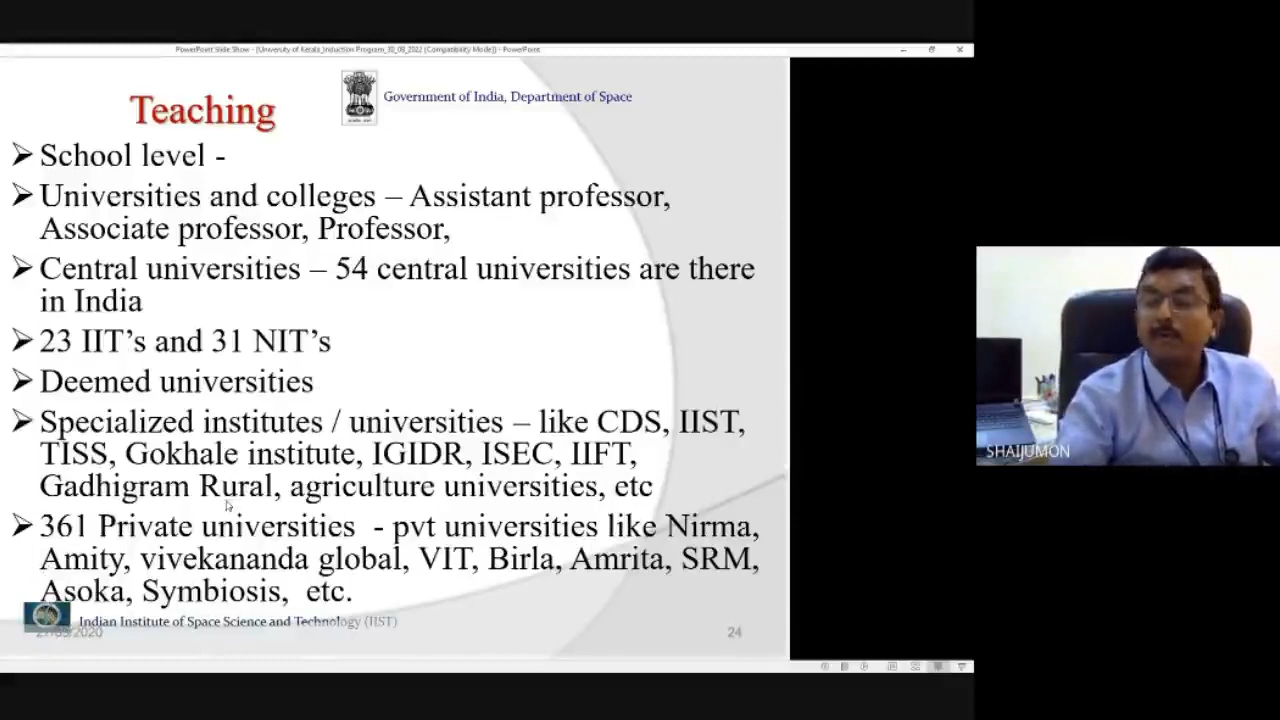 PowerPoint Slide Show - [University of Kerala_Induction Program_30_08_2022 [Compatibility Mode]] - PowerPoint
Teaching
Government of India, Department of Space
➢ School level -
➢ Universities and colleges – Assistant professor,
Associate professor, Professor,
➢ Central universities – 54 central universities are there
in India
➢ 23 IIT’s and 31 NIT’s
➢ Deemed universities
➢ Specialized institutes / universities – like CDS, IIST,
TISS, Gokhale institute, IGIDR, ISEC, IIFT,
Gadhigram Rural, agriculture universities, etc
➢ 361 Private universities - pvt universities like Nirma,
Amity, vivekananda global, VIT, Birla, Amrita, SRM,
Asoka, Symbiosis, etc.
Indian Institute of Space Science and Technology (IIST)
27/05/2020
24
SHAIJUMON